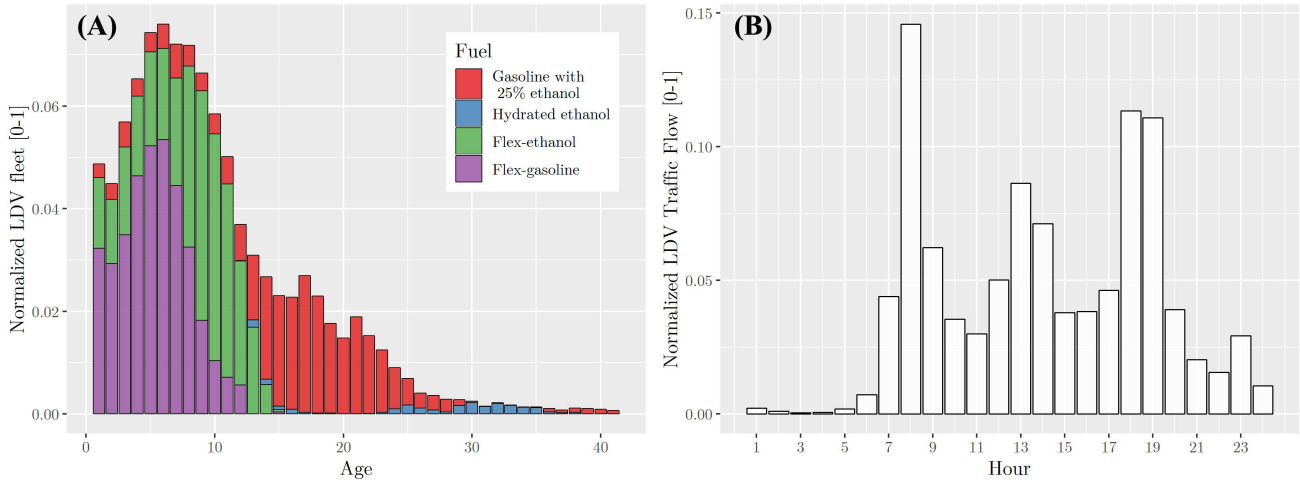 (A)
Normalized LDV fleet [0-1]
0.06
0.04
0.02
0.00
0
10
20
30
40
Age
Fuel
Gasoline with
25% ethanol
Hydrated ethanol
Flex-ethanol
Flex-gasoline
(B)
Normalized LDV Traffic Flow [0-1]
0.15
0.10
0.05
0.00
1
3
5
7
9
11
13
15
17
19
21
23
Hour